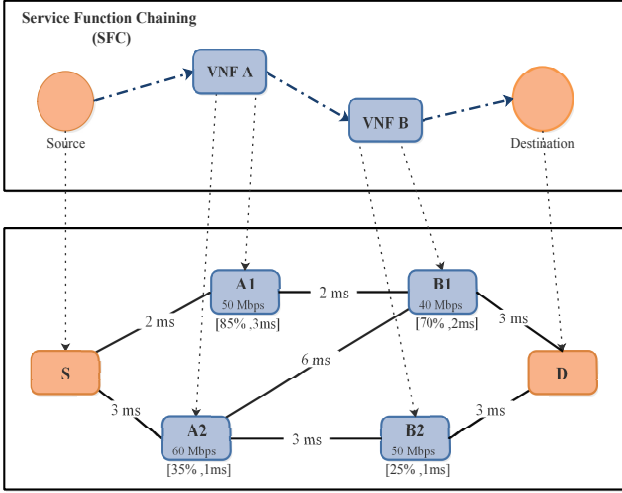 Service Function Chaining
(SFC)
VNF A
VNF B
Source
Destination
A1
50 Mbps
[85% ,3ms]
2 ms
B1
40 Mbps
[70% ,2ms]
2 ms
3 ms
S
6 ms
D
3 ms
A2
60 Mbps
[35% ,1ms]
3 ms
B2
50 Mbps
[25% ,1ms]
3 ms